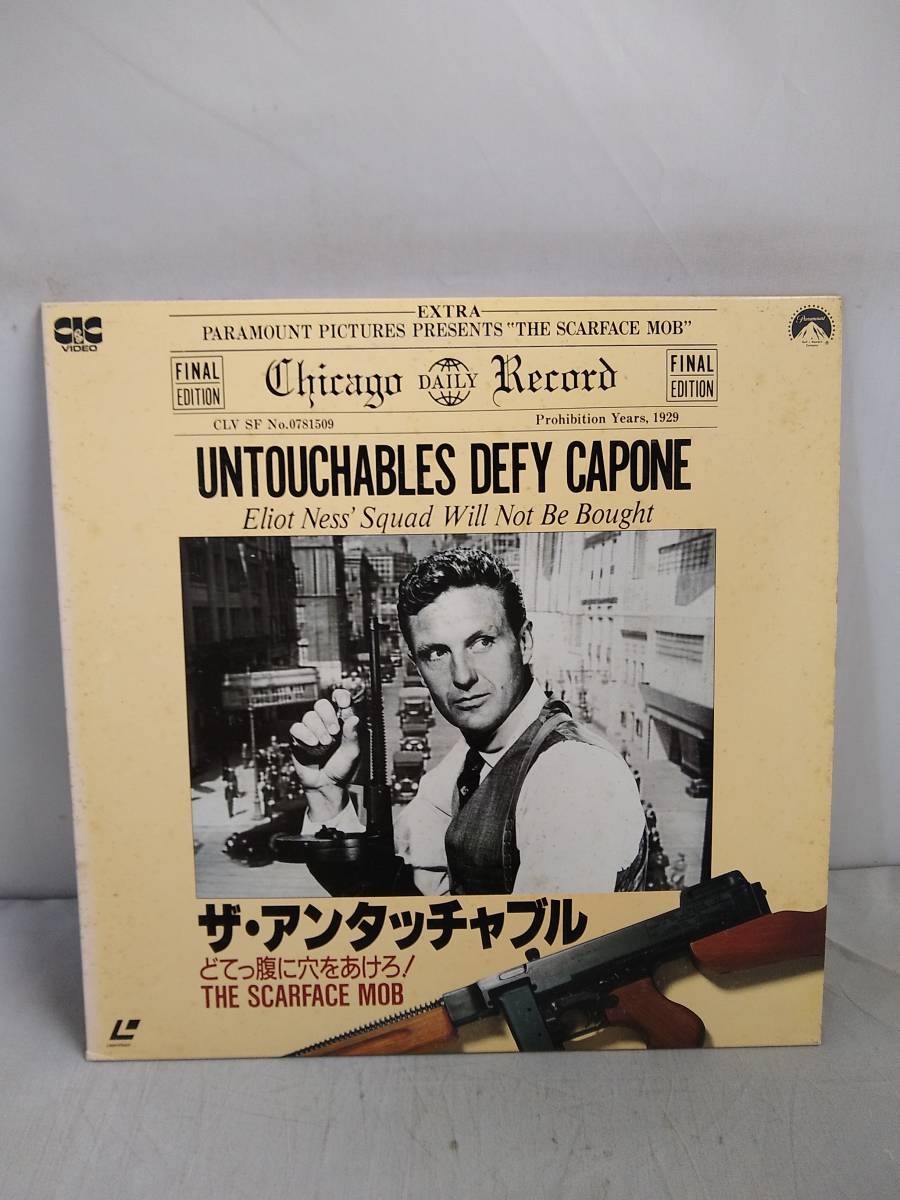 CIC
VIDEO
EXTRA
PARAMOUNT PICTURES PRESENTS "THE SCARFACE MOB"
Paramount
FINAL
EDITION
Chicago DAILY Record
FINAL
EDITION
CLV SF No.0781509
Prohibition Years, 1929
UNTOUCHABLES DEFY CAPONE
Eliot Ness' Squad Will Not Be Bought
ザ・アンタッチャブル
どてっ腹に穴をあけろ!
THE SCARFACE MOB